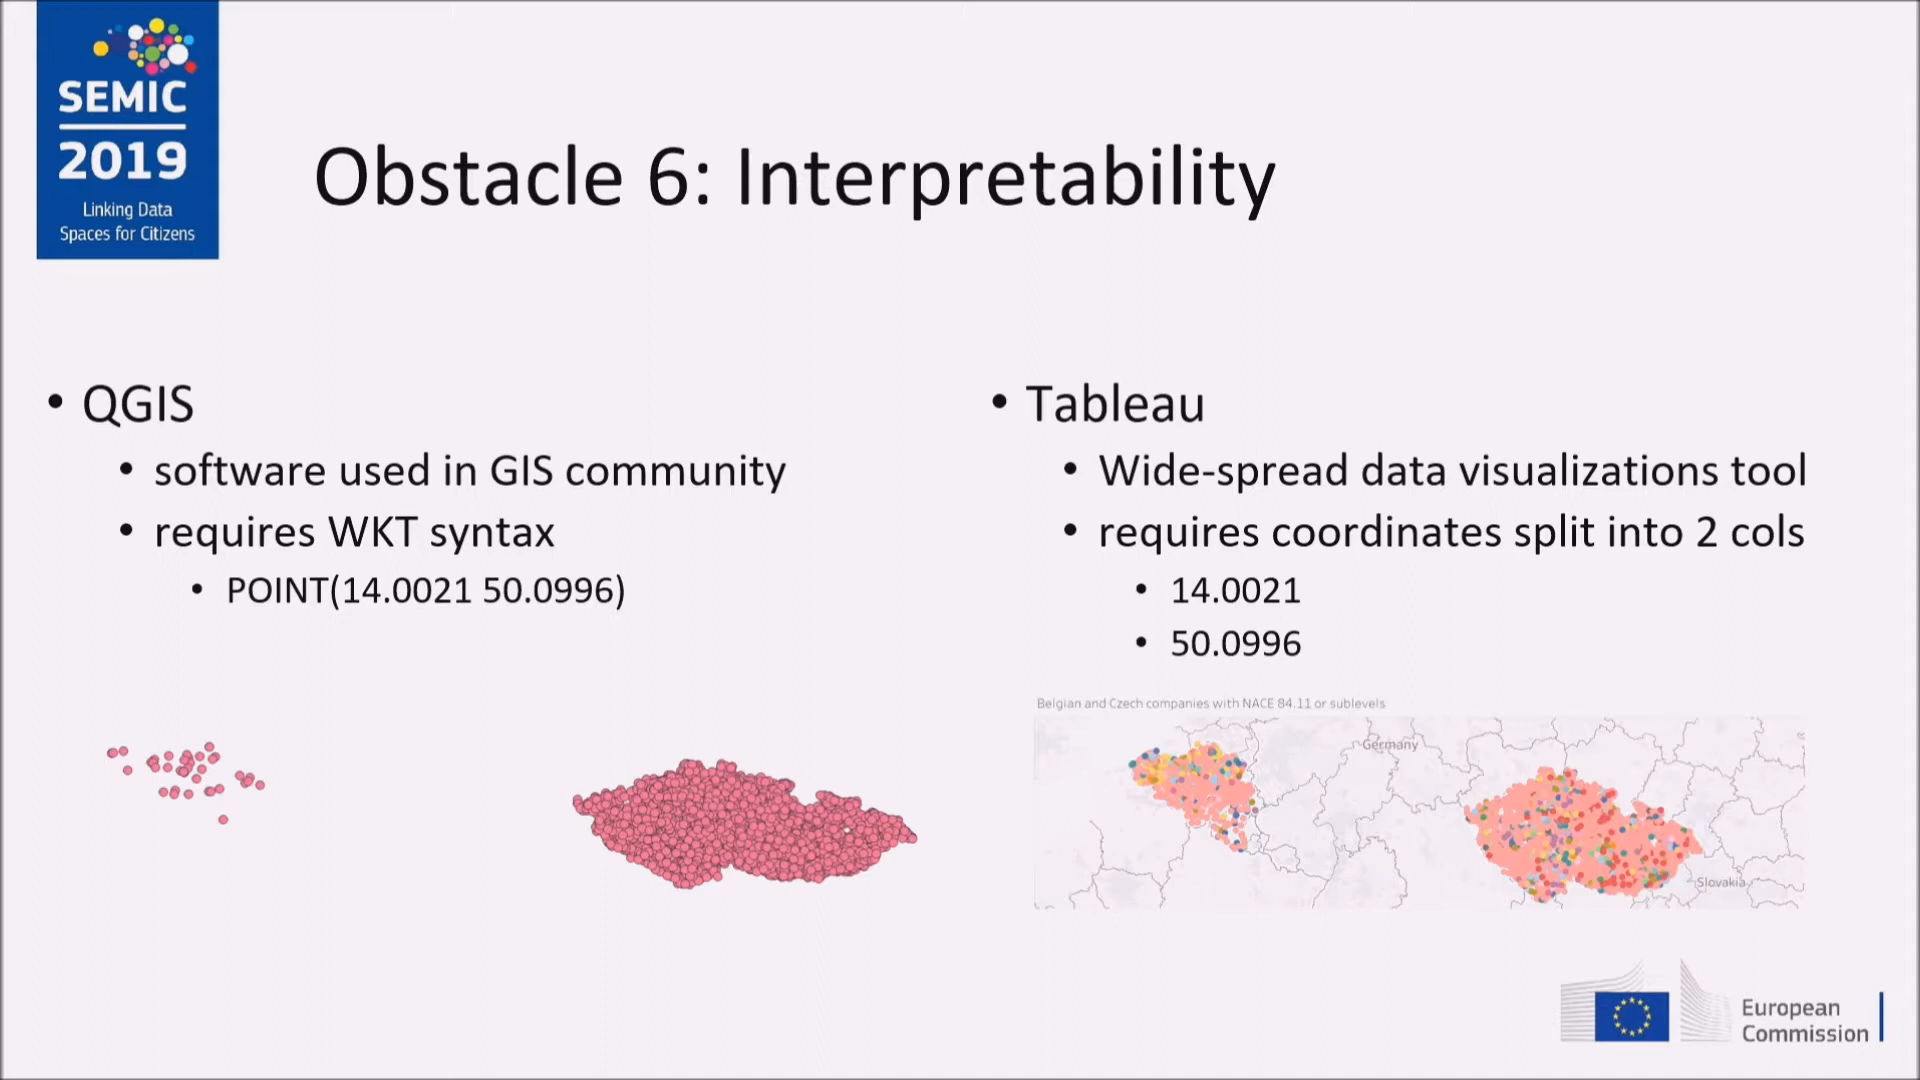 SEMIC
2019
Linking Data
Spaces for Citizens
Obstacle 6: Interpretability
• QGIS
• software used in GIS community
• requires WKT syntax
• POINT(14.0021 50.0996)
• Tableau
• Wide-spread data visualizations tool
• requires coordinates split into 2 cols
• 14.0021
• 50.0996
Belgian and Czech companies with NACE 84.11 or sublevels
Germany
Slovakia
European
Commission